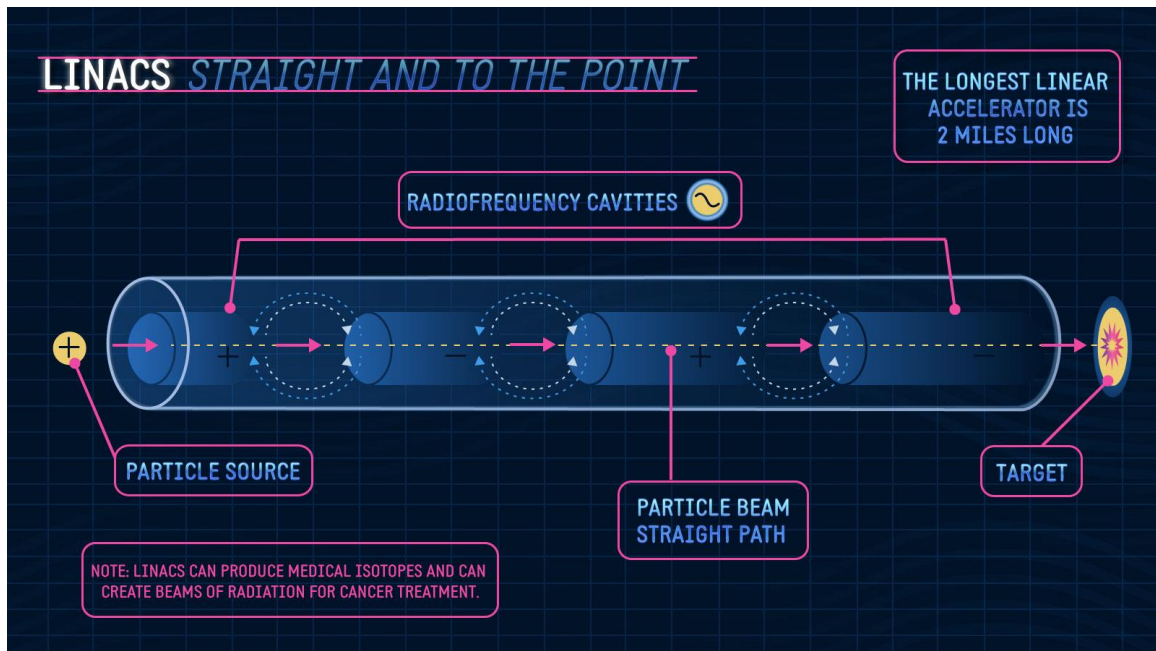 LINACS STRAIGHT AND TO THE POINT
THE LONGEST LINEAR
ACCELERATOR IS
2 MILES LONG
RADIOFREQUENCY CAVITIES
+
+
−
+
−
PARTICLE SOURCE
PARTICLE BEAM
STRAIGHT PATH
TARGET
NOTE: LINACS CAN PRODUCE MEDICAL ISOTOPES AND CAN
CREATE BEAMS OF RADIATION FOR CANCER TREATMENT.